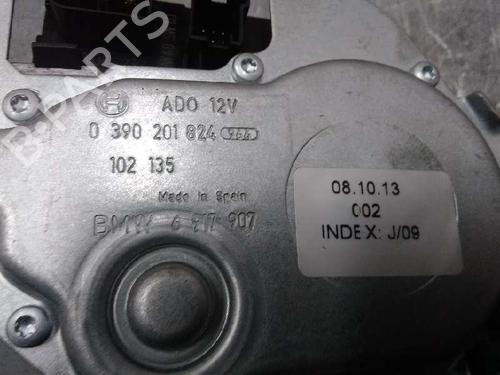 B-PARTS
ADO 12V
0 390 201 824
102 135
Made in Spain
BMW 6 917 907
08.10.13
002
INDEX: J/09